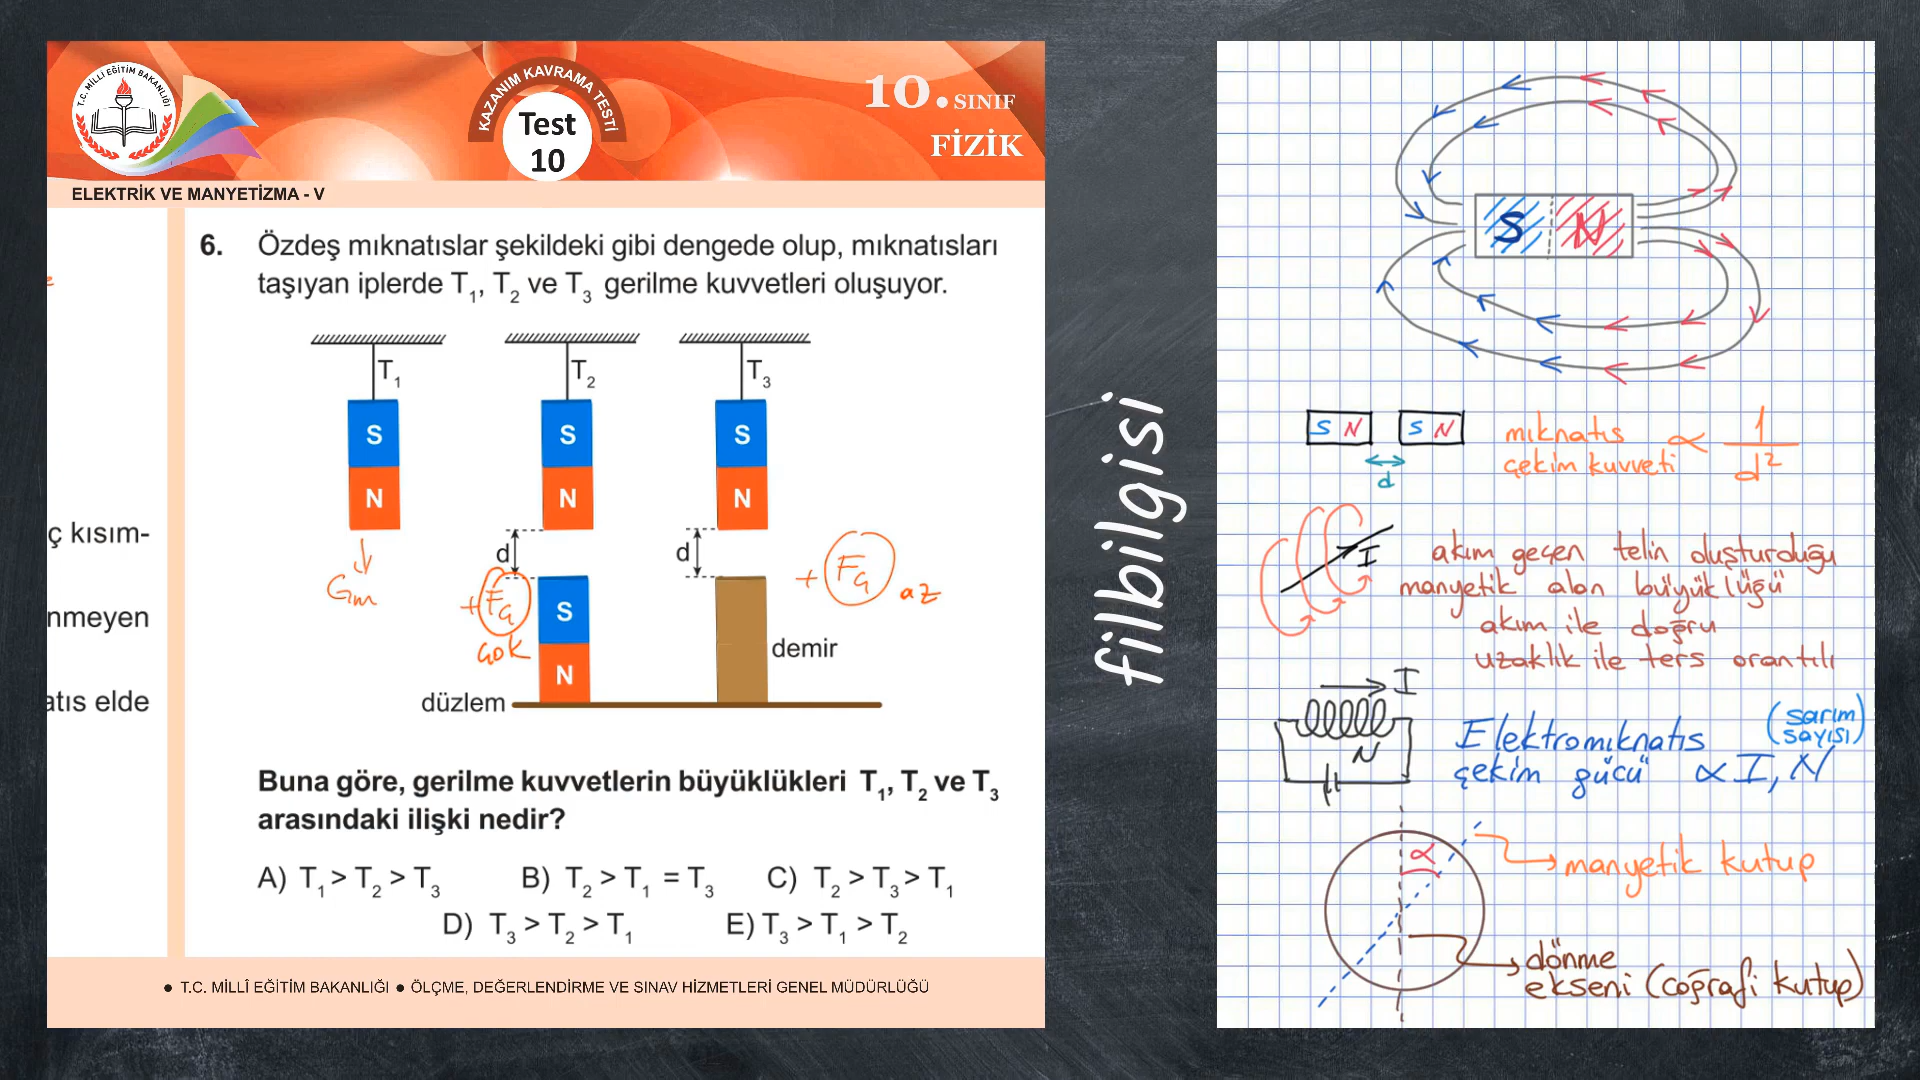 T.C. MİLLÎ EĞİTİM BAKANLIĞI
KAZANIM KAVRAMA TESTİ
Test
10
10. SINIF
FİZİK
ELEKTRİK VE MANYETİZMA - V
ç kısım-
nmeyen
atıs elde
6. Özdeş mıknatıslar şekildeki gibi dengede olup, mıknatısları
taşıyan iplerde T₁, T₂ ve T₃ gerilme kuvvetleri oluşuyor.
T₁ T₂ T₃
S S S
N N N
d d
Gm
+FG
çok
+ FG az
S
N
demir
düzlem
Buna göre, gerilme kuvvetlerin büyüklükleri T₁, T₂ ve T₃
arasındaki ilişki nedir?
A) T₁ > T₂ > T₃ B) T₂ > T₁ = T₃ C) T₂ > T₃ > T₁
D) T₃ > T₂ > T₁ E) T₃ > T₁ > T₂
● T.C. MİLLÎ EĞİTİM BAKANLIĞI ● ÖLÇME, DEĞERLENDİRME VE SINAV HİZMETLERİ GENEL MÜDÜRLÜĞÜ
filbilgisi
S N
S N S N
d
mıknatıs
çekim kuvveti ∝ 1/d²
I
akım geçen telin oluşturduğu
manyetik alan büyüklüğü
akım ile doğru
uzaklık ile ters orantılı
I
N
Elektromıknatıs (sarım
çekim gücü ∝ I, N sayısı)
α
manyetik kutup
dönme
ekseni (coğrafi kutup)